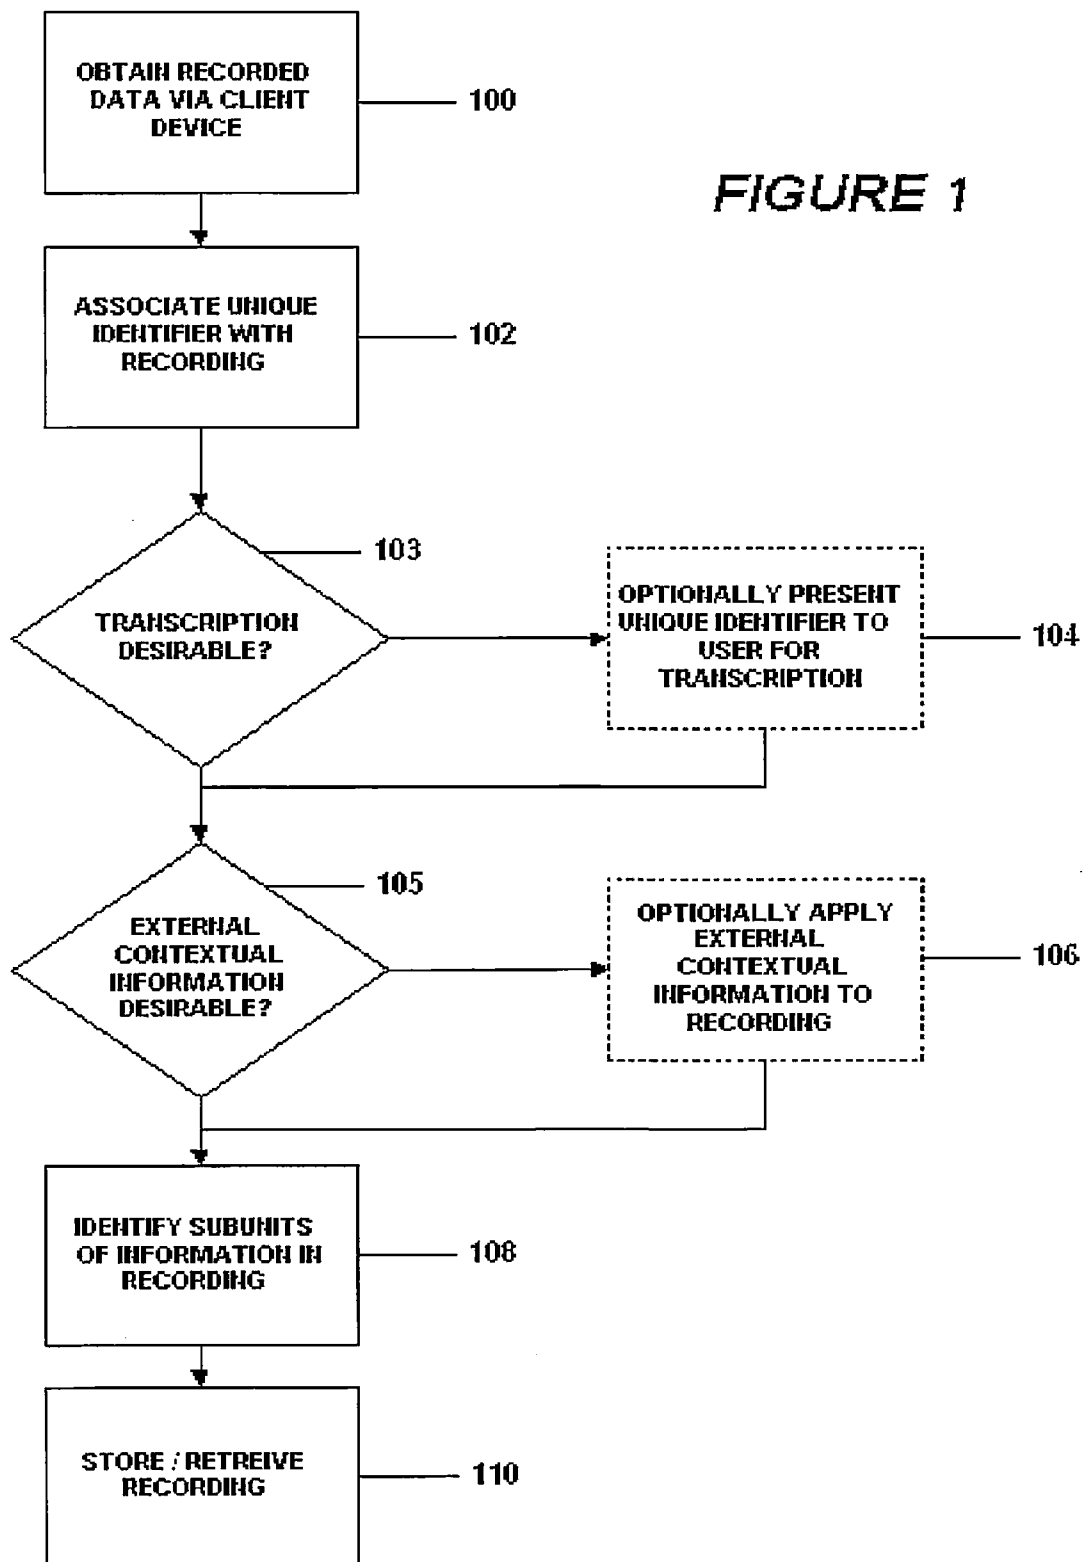 OBTAIN RECORDED
DATA VIA CLIENT
DEVICE
100
FIGURE 1
ASSOCIATE UNIQUE
IDENTIFIER WITH
RECORDING
102
103
TRANSCRIPTION
DESIRABLE?
OPTIONALLY PRESENT
UNIQUE IDENTIFIER TO
USER FOR
TRANSCRIPTION
104
105
EXTERNAL
CONTEXTUAL
INFORMATION
DESIRABLE?
OPTIONALLY APPLY
EXTERNAL
CONTEXTUAL
INFORMATION TO
RECORDING
106
IDENTIFY SUBUNITS
OF INFORMATION IN
RECORDING
108
STORE / RETREIVE
RECORDING
110